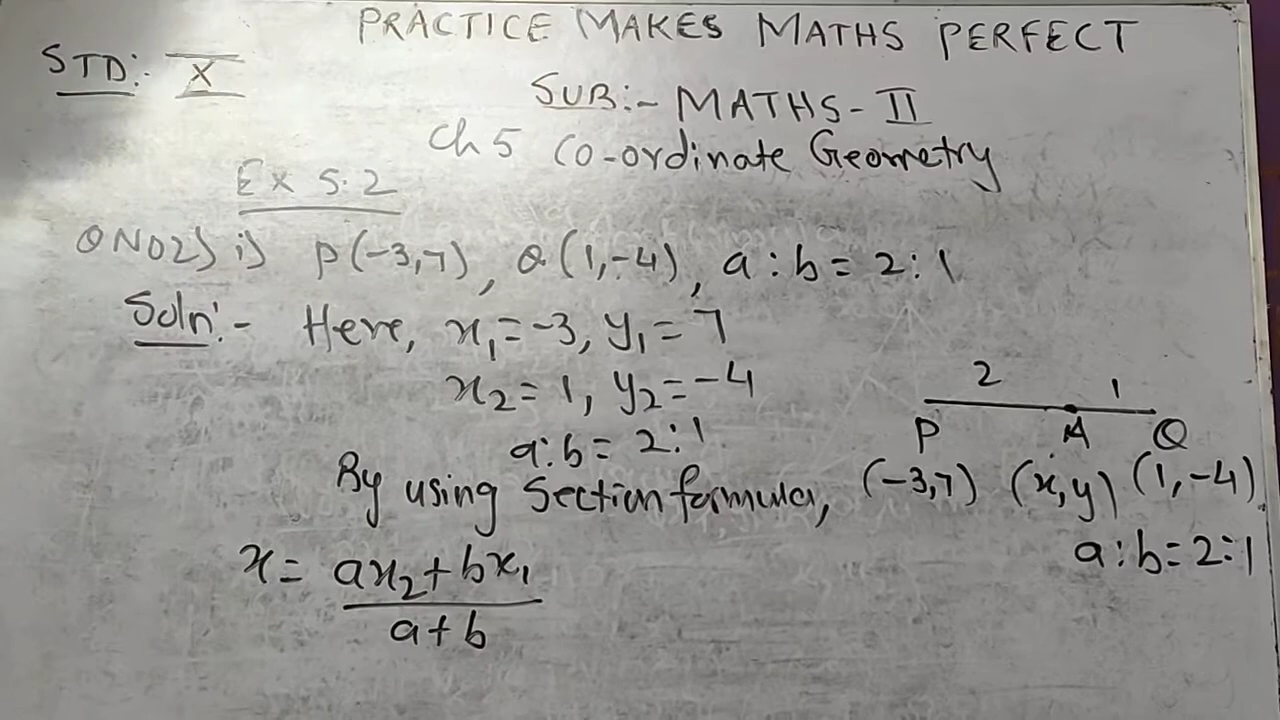 PRACTICE MAKES MATHS PERFECT
STD:- X
SUB:- MATHS-II
Ch 5 Co-ordinate Geometry
Ex 5.2
QNO2) i) P(-3,7), Q(1,-4), a:b=2:1
Soln:- Here, x₁=-3, y₁=7
x₂=1, y₂=-4
a:b=2:1
By using Section formula,
x= ax₂+bx₁
a+b
2 1
P A Q
(-3,7) (x,y) (1,-4)
a:b=2:1